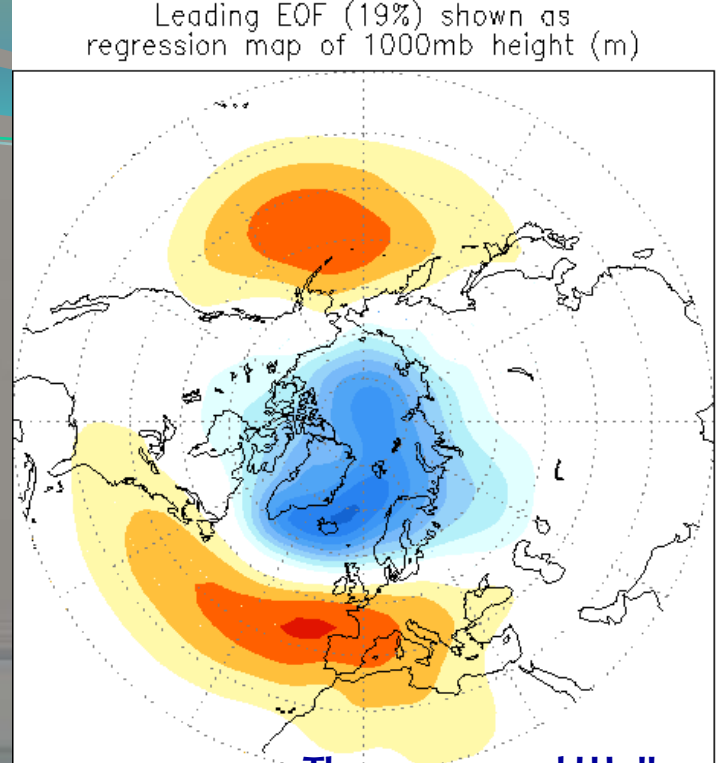 Leading EOF (19%) shown as
regression map of 1000mb height (m)